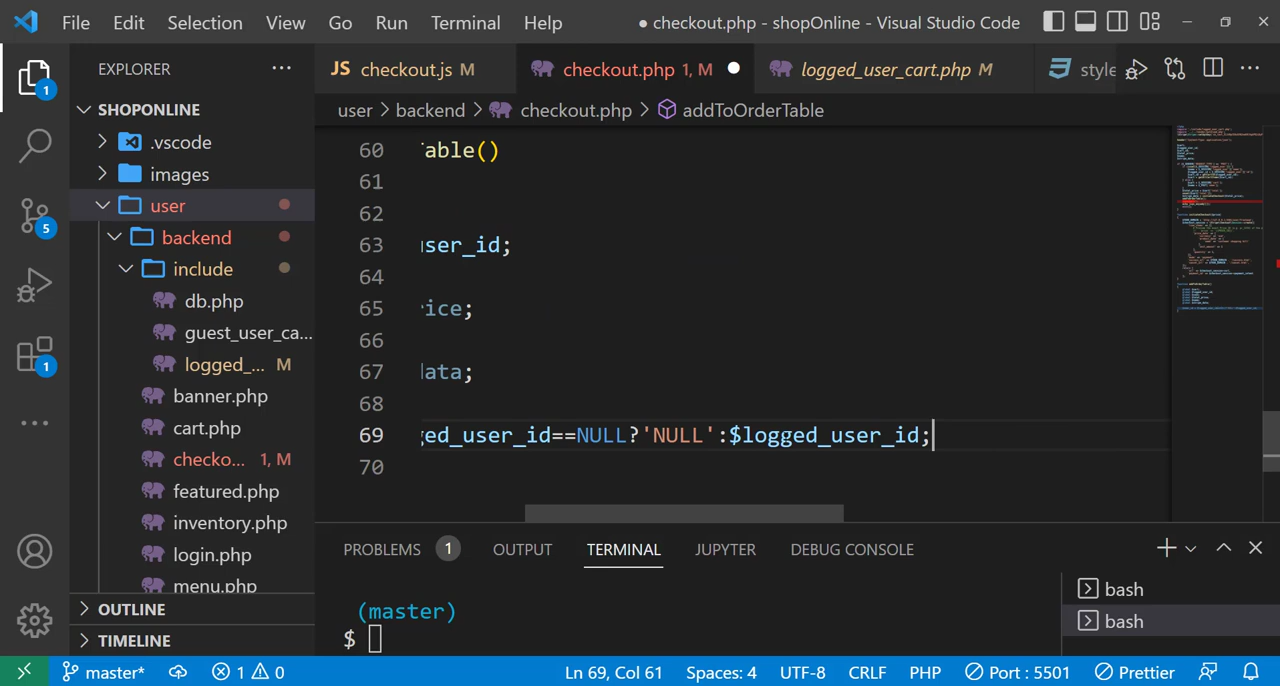 File Edit Selection View Go Run Terminal Help ● checkout.php - shopOnline - Visual Studio Code
EXPLORER ...
JS checkout.js M checkout.php 1, M logged_user_cart.php M style ...
SHOPONLINE
user > backend > checkout.php > addToOrderTable
.vscode
images
user
backend
include
db.php
guest_user_ca...
logged_... M
banner.php
cart.php
checko... 1, M
featured.php
inventory.php
login.php
menu.php
OUTLINE
TIMELINE
1
5
1
60 able()
61
62
63 user_id;
64
65 ice;
66
67 data;
68
69 ged_user_id==NULL?'NULL':$logged_user_id;
70
PROBLEMS 1 OUTPUT TERMINAL JUPYTER DEBUG CONSOLE
(master)
$
bash
bash
master* 1 0 Ln 69, Col 61 Spaces: 4 UTF-8 CRLF PHP Port : 5501 Prettier